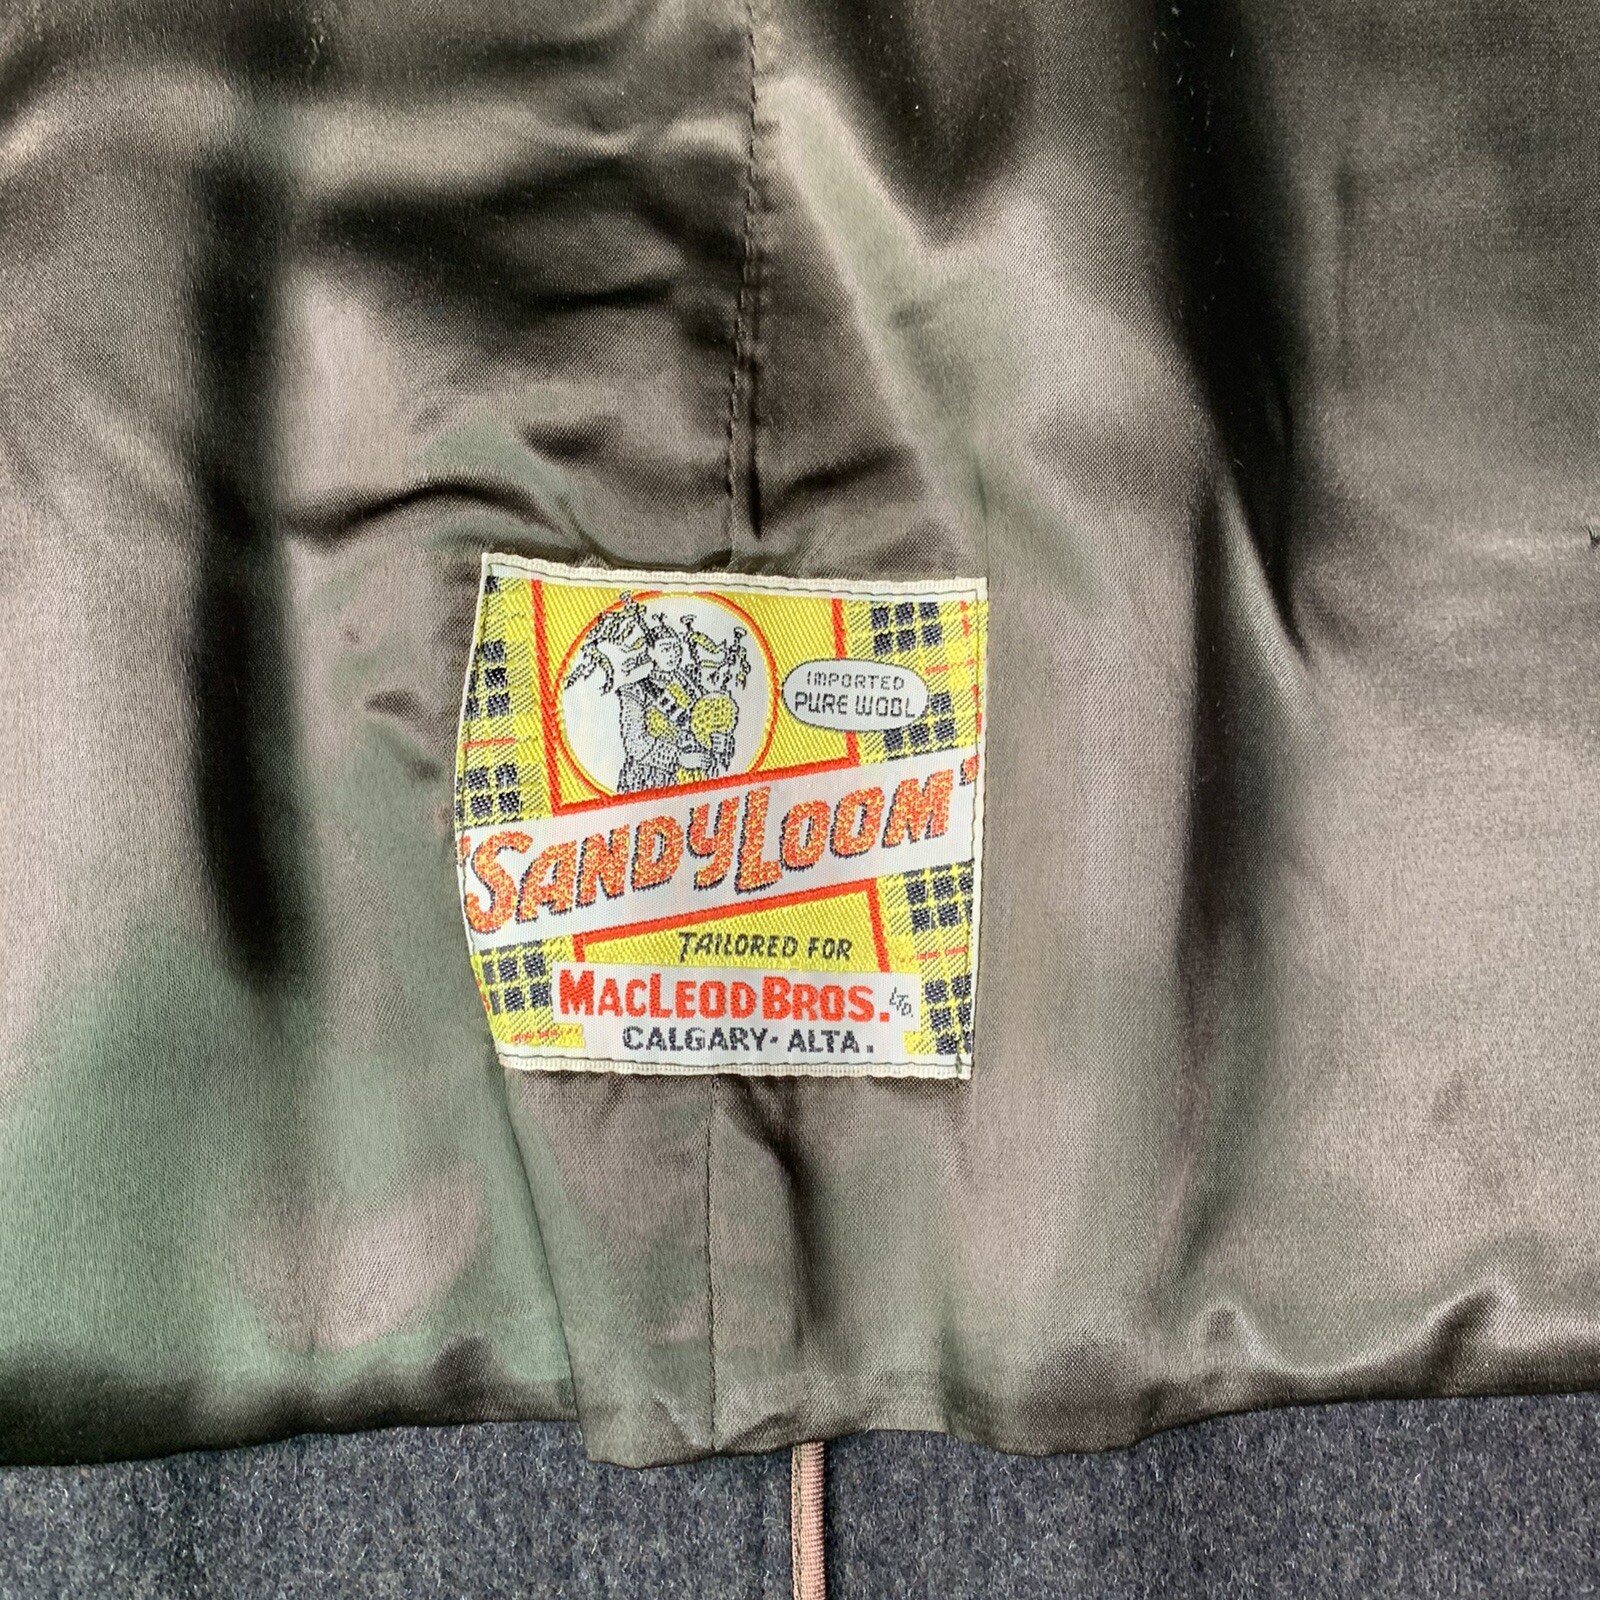 IMPORTED
PURE WOOL
"SANDYLOOM"
TAILORED FOR
MACLEOD BROS. LTD.
CALGARY - ALTA.